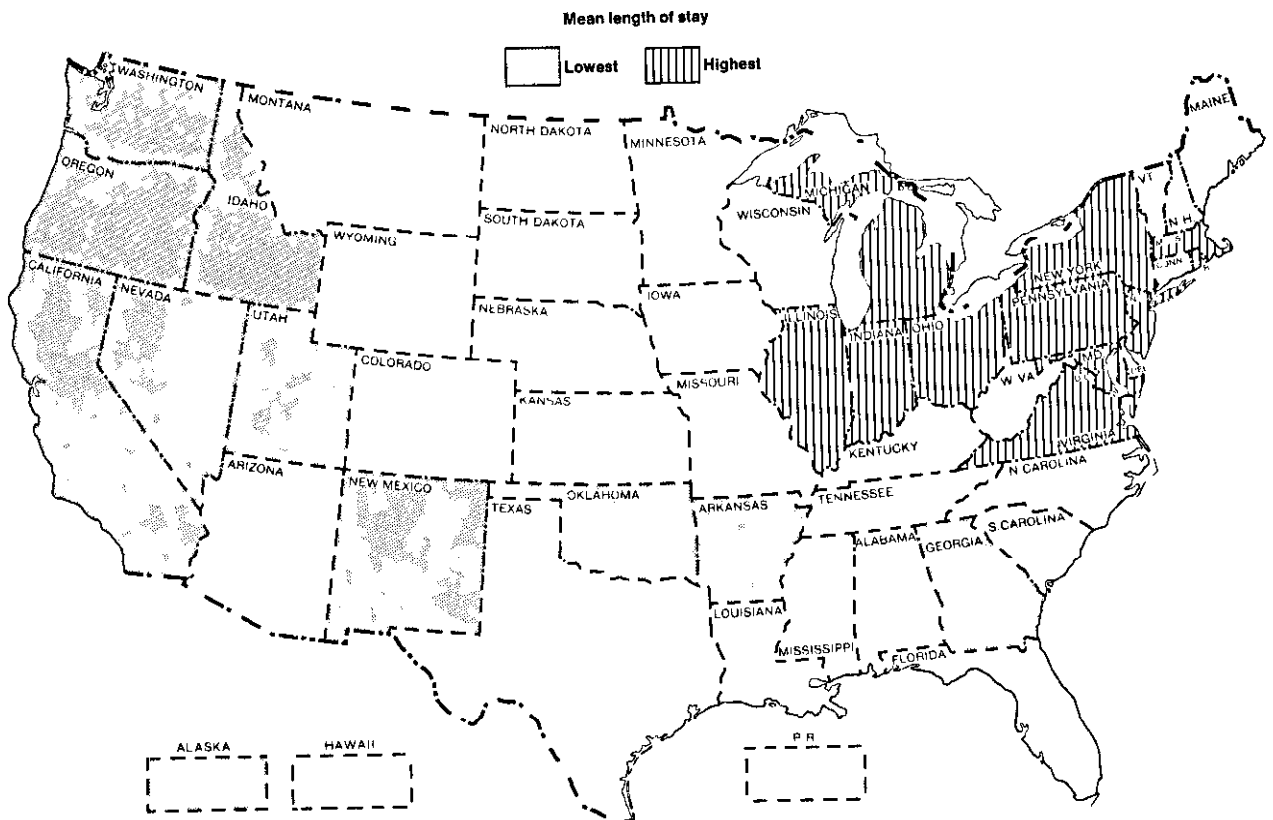 Mean length of stay
Lowest
Highest
WASHINGTON
MONTANA
NORTH DAKOTA
MINNESOTA
MAINE
OREGON
IDAHO
SOUTH DAKOTA
WISCONSIN
MICHIGAN
VT
N H
WYOMING
CALIFORNIA
NEVADA
UTAH
NEBRASKA
IOWA
ILLINOIS
INDIANA
OHIO
NEW YORK
PENNSYLVANIA
CONN
COLORADO
KANSAS
MISSOURI
W VA
MD
VIRGINIA
KENTUCKY
ARIZONA
NEW MEXICO
TEXAS
OKLAHOMA
ARKANSAS
TENNESSEE
N CAROLINA
S. CAROLINA
ALABAMA
GEORGIA
LOUISIANA
MISSISSIPPI
FLORIDA
ALASKA
HAWAII
P R